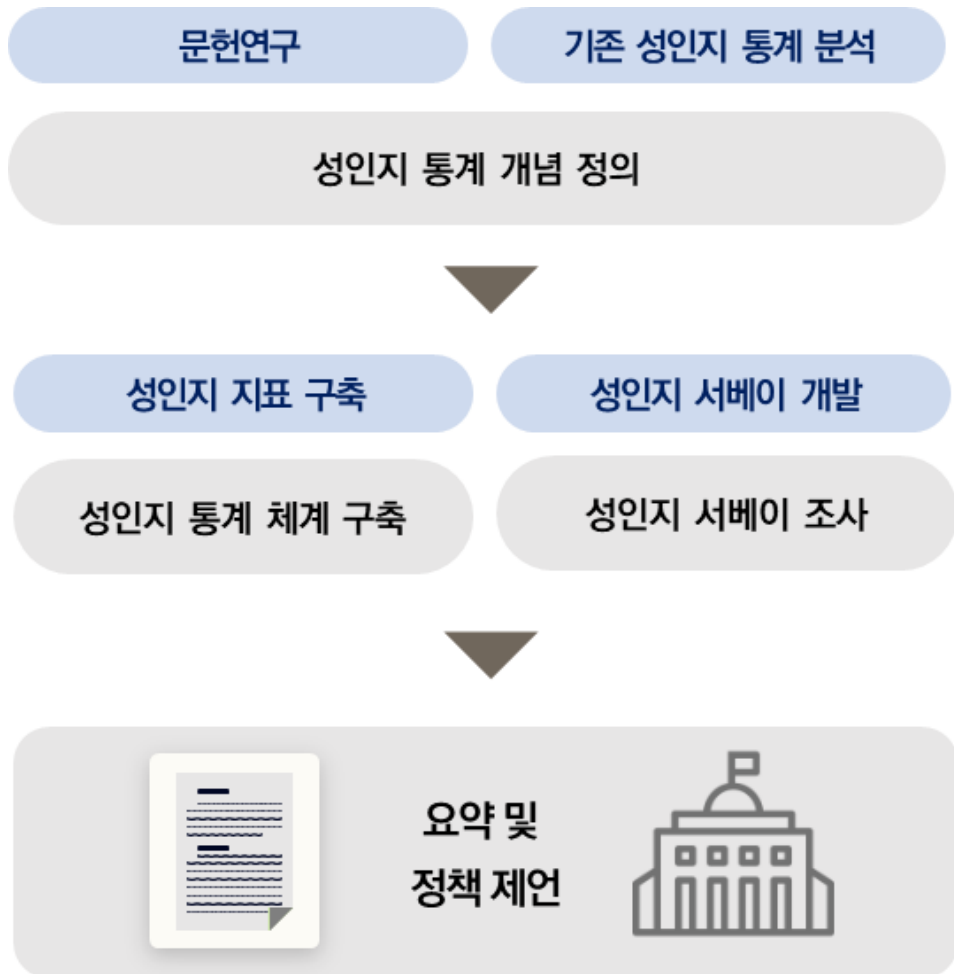 문헌연구
기존 성인지 통계 분석
성인지 통계 개념 정의
성인지 지표 구축
성인지 서베이 개발
성인지 통계 체계 구축
성인지 서베이 조사
요약 및
정책 제언